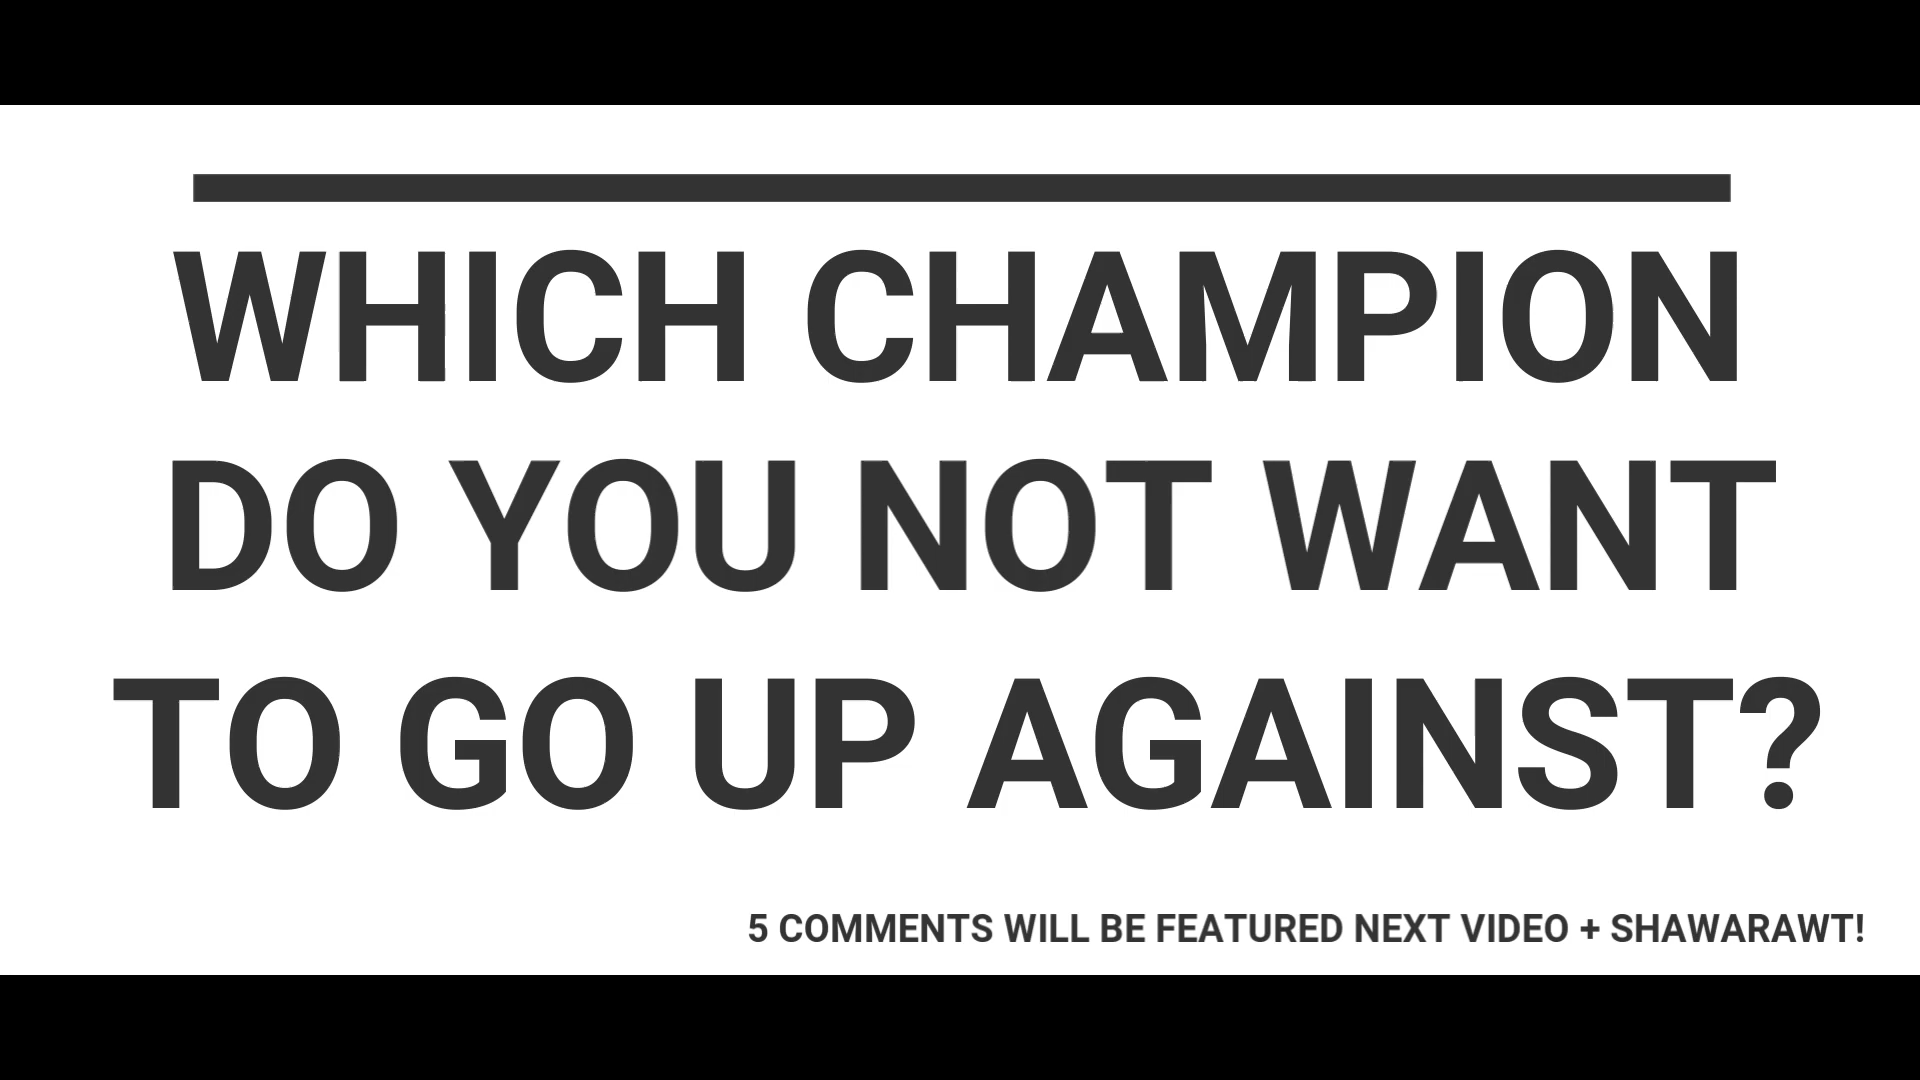 WHICH CHAMPION
DO YOU NOT WANT
TO GO UP AGAINST?
5 COMMENTS WILL BE FEATURED NEXT VIDEO + SHAWARAWT!